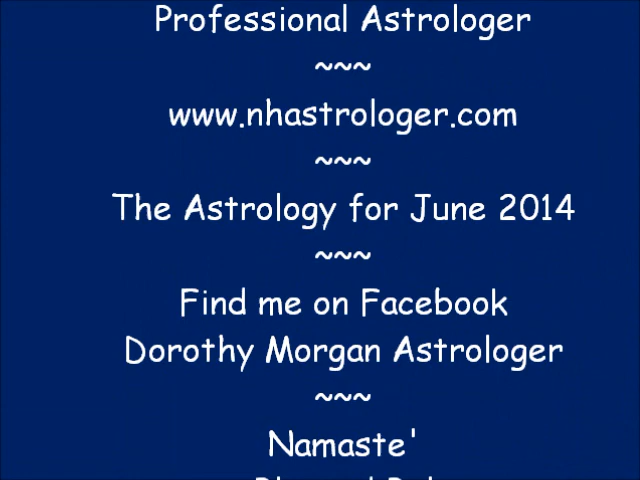 Professional Astrologer
~~~
www.nhastrologer.com
~~~
The Astrology for June 2014
~~~
Find me on Facebook
Dorothy Morgan Astrologer
~~~
Namaste'